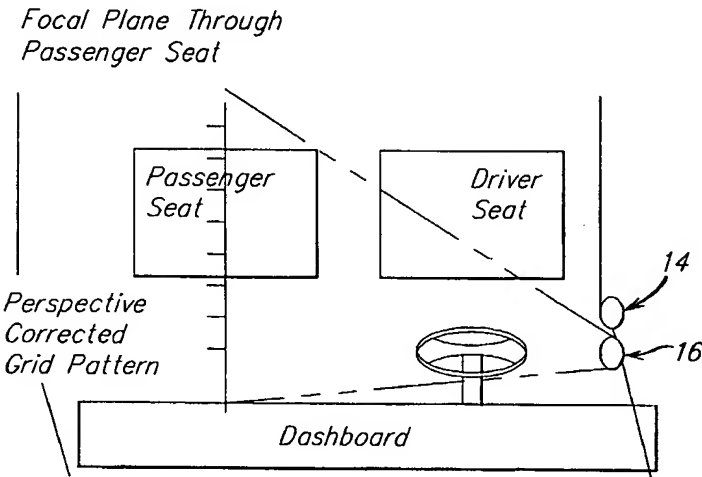 Focal Plane Through
Passenger Seat
Passenger
Seat
Driver
Seat
14
Perspective
Corrected
Grid Pattern
16
Dashboard